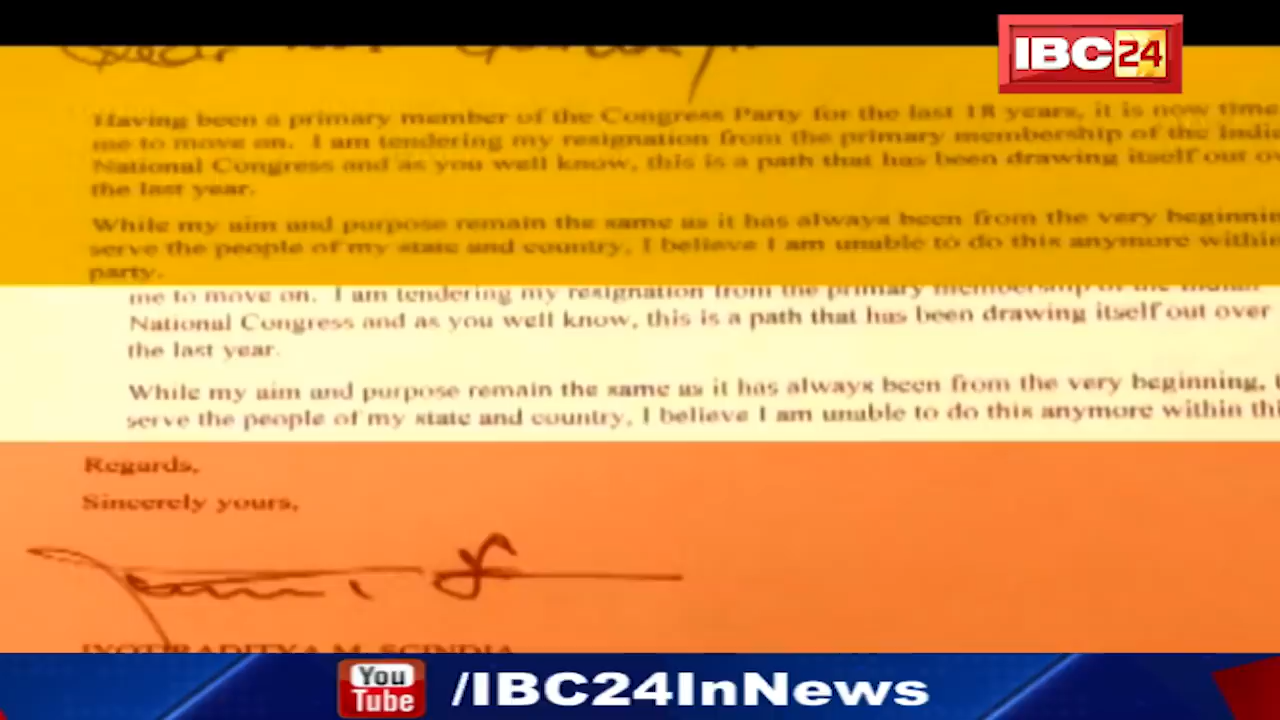 IBC24
Having been a primary member of the Congress Party for the last 18 years, it is now time
me to move on. I am tendering my resignation from the primary membership of the
National Congress and as you well know, this is a path that has been drawing itself out
the last year.
While my aim and purpose remain the same as it has always been from the very
serve the people of my state and country, I believe I am unable to do this anymore within
party.
me to move on. I am tendering my resignation from the primary membership of the
National Congress and as you well know, this is a path that has been drawing itself out over
the last year.
While my aim and purpose remain the same as it has always been from the very beginning,
serve the people of my state and country, I believe I am unable to do this anymore within
Regards,
Sincerely yours,
JYOTIRADITYA M. SCINDIA
You
Tube /IBC24InNews